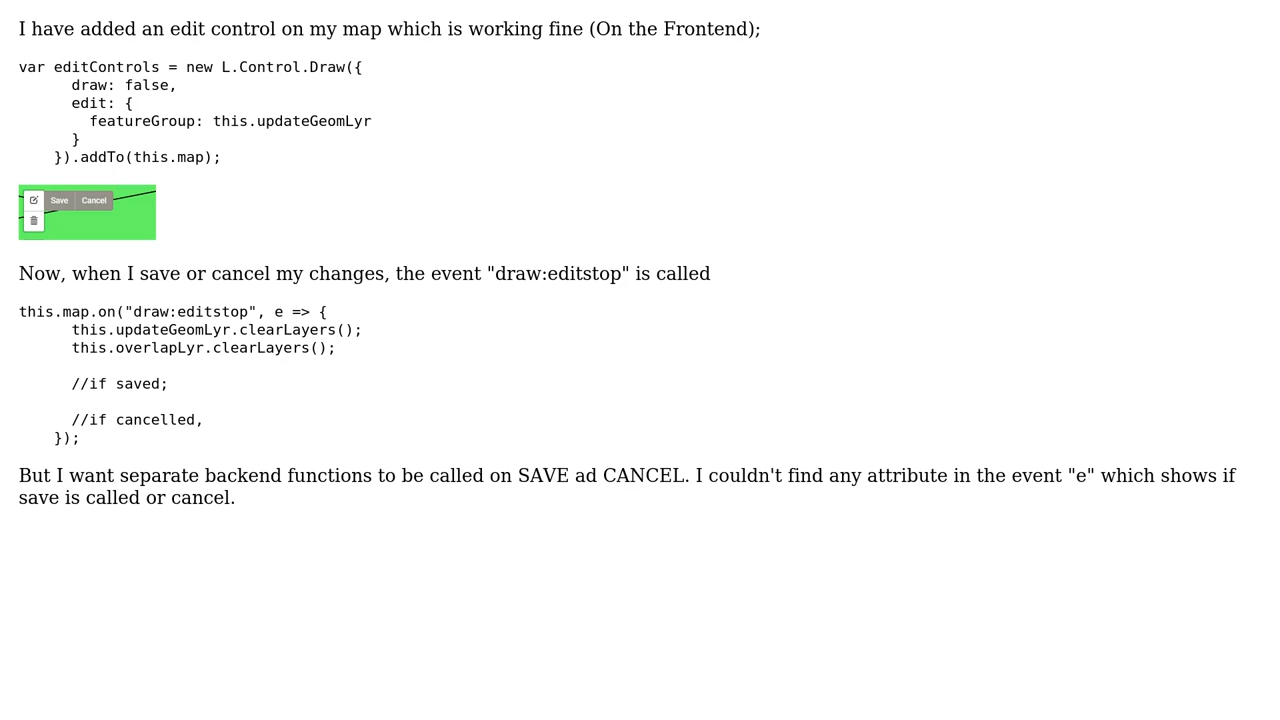 I have added an edit control on my map which is working fine (On the Frontend);
var editControls = new L.Control.Draw({
      draw: false,
      edit: {
        featureGroup: this.updateGeomLyr
      }
    }).addTo(this.map);
Save Cancel
Now, when I save or cancel my changes, the event "draw:editstop" is called
this.map.on("draw:editstop", e => {
      this.updateGeomLyr.clearLayers();
      this.overlapLyr.clearLayers();
      //if saved;
      //if cancelled,
    });
But I want separate backend functions to be called on SAVE ad CANCEL. I couldn't find any attribute in the event "e" which shows if
save is called or cancel.